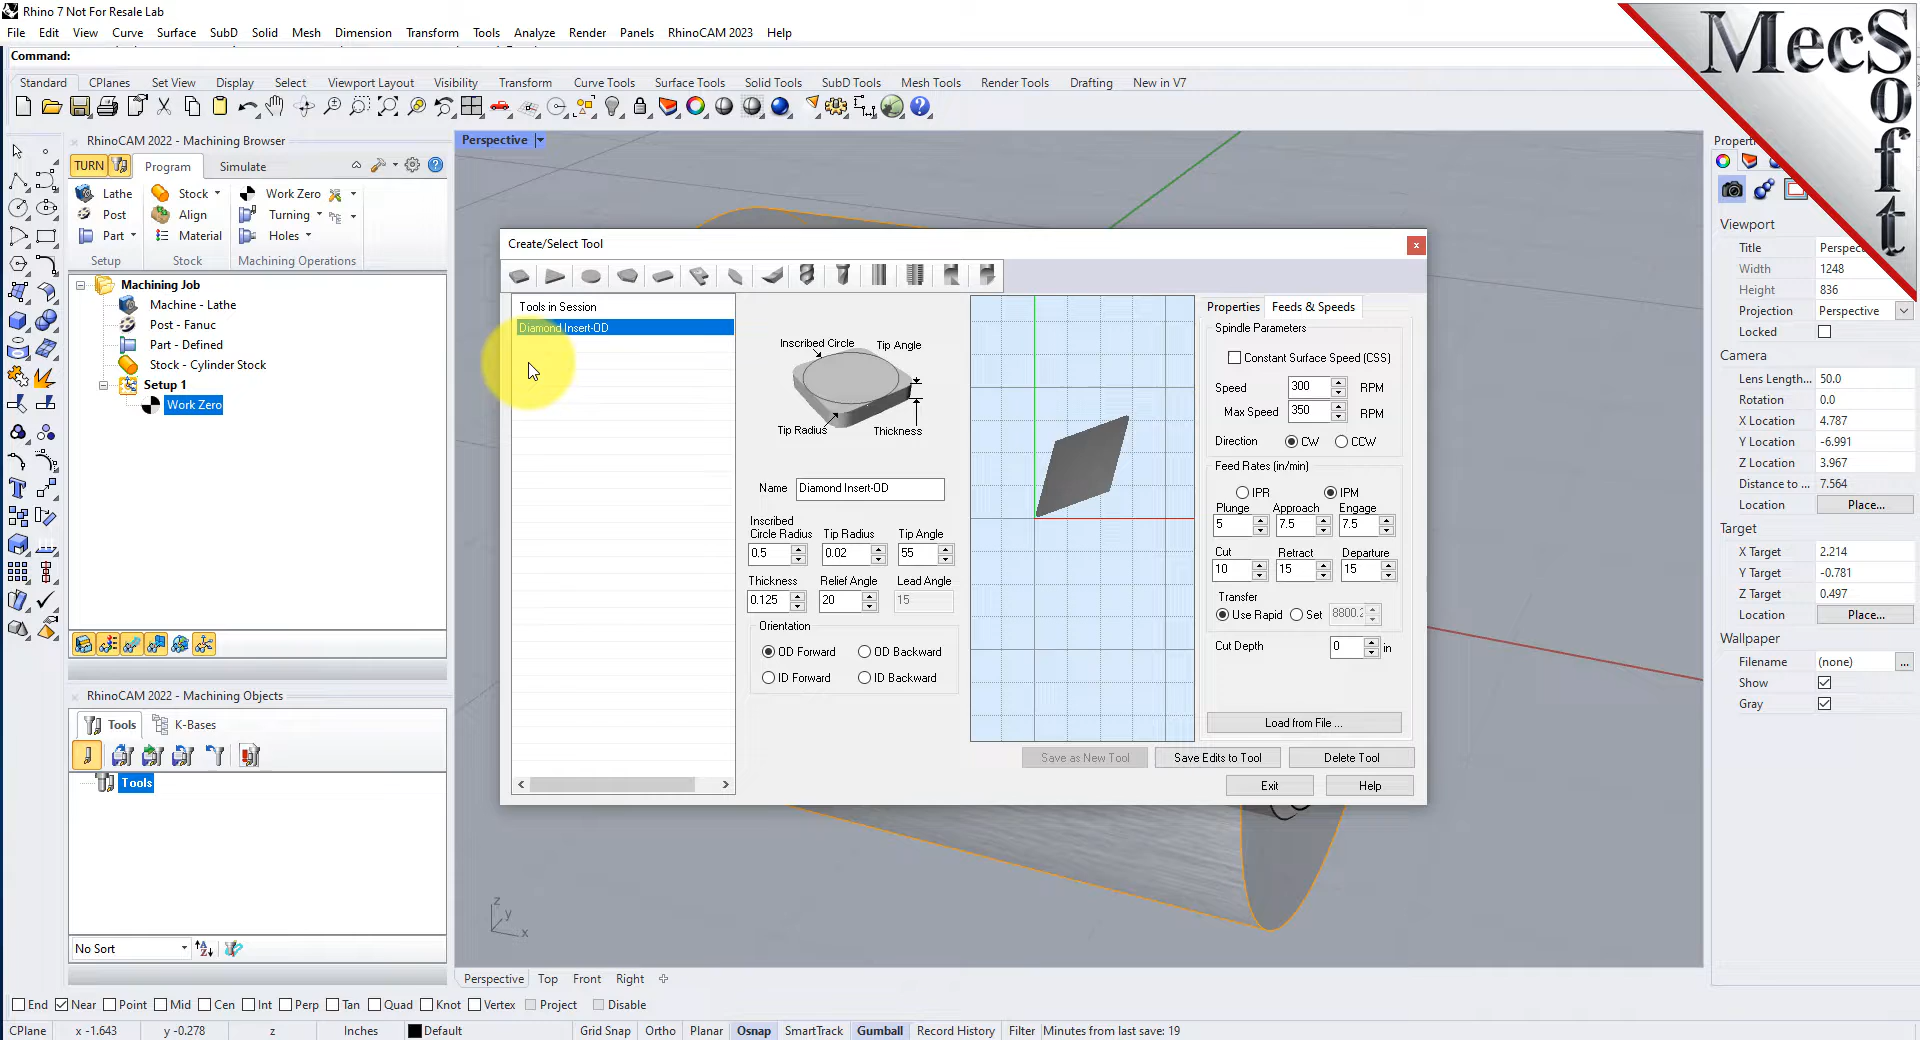 Rhino 7 Not For Resale Lab
File Edit View Curve Surface SubD Solid Mesh Dimension Transform Tools Analyze Render Panels RhinoCAM 2023 Help
Command:
Standard CPlanes Set View Display Select Viewport Layout Visibility Transform Curve Tools Surface Tools Solid Tools SubD Tools Mesh Tools Render Tools Drafting New in V7
MecSoft
RhinoCAM 2022 - Machining Browser
TURN Program Simulate
Lathe Stock Work Zero
Post Align Turning
Part Material Holes
Setup Stock Machining Operations
Machining Job
Machine - Lathe
Post - Fanuc
Part - Defined
Stock - Cylinder Stock
Setup 1
Work Zero
RhinoCAM 2022 - Machining Objects
Tools K-Bases
Tools
No Sort
Perspective
Create/Select Tool
Tools in Session
Diamond Insert-OD
Inscribed Circle Tip Angle
Tip Radius Thickness
Name Diamond Insert-OD
Inscribed
Circle Radius Tip Radius Tip Angle
0.5 0.02 55
Thickness Relief Angle Lead Angle
0.125 20 15
Orientation
OD Forward OD Backward
ID Forward ID Backward
Properties Feeds & Speeds
Spindle Parameters
Constant Surface Speed (CSS)
Speed 300 RPM
Max Speed 350 RPM
Direction CW CCW
Feed Rates (in/min)
IPR IPM
Plunge Approach Engage
5 7.5 7.5
Cut Retract Departure
10 15 15
Transfer
Use Rapid Set 8800.2
Cut Depth 0 in
Load from File ...
Save as New Tool Save Edits to Tool Delete Tool
Exit Help
z
y
x
Perspective Top Front Right
Viewport
Title
Width 1248
Height 836
Projection Perspective
Locked
Camera
Lens Length... 50.0
Rotation 0.0
X Location 4.787
Y Location -6.991
Z Location 3.967
Distance to ... 7.564
Location Place...
Target
X Target 2.214
Y Target -0.781
Z Target 0.497
Location Place...
Wallpaper
Filename (none) ...
Show
Gray
End Near Point Mid Cen Int Perp Tan Quad Knot Vertex Project Disable
CPlane x -1.643 y -0.278 z Inches Default Grid Snap Ortho Planar Osnap SmartTrack Gumball Record History Filter Minutes from last save: 19